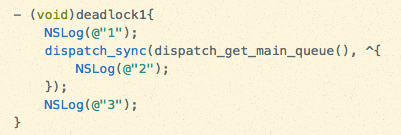 - (void)deadlock1{
    NSLog(@"1");
    dispatch_sync(dispatch_get_main_queue(), ^{
        NSLog(@"2");
    });
    NSLog(@"3");
}